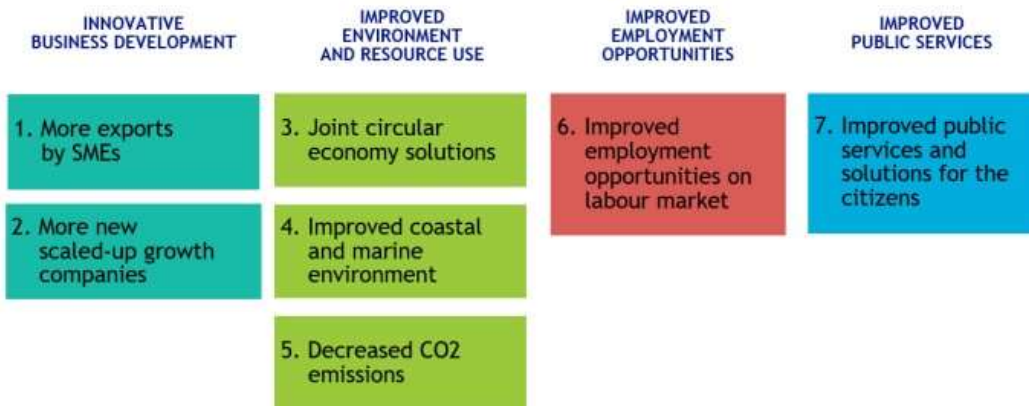 INNOVATIVE
BUSINESS DEVELOPMENT
1. More exports
by SMEs
2. More new
scaled-up growth
companies
IMPROVED
ENVIRONMENT
AND RESOURCE USE
3. Joint circular
economy solutions
4. Improved coastal
and marine
environment
5. Decreased CO2
emissions
IMPROVED
EMPLOYMENT
OPPORTUNITIES
6. Improved
employment
opportunities on
labour market
IMPROVED
PUBLIC SERVICES
7. Improved public
services and
solutions for the
citizens